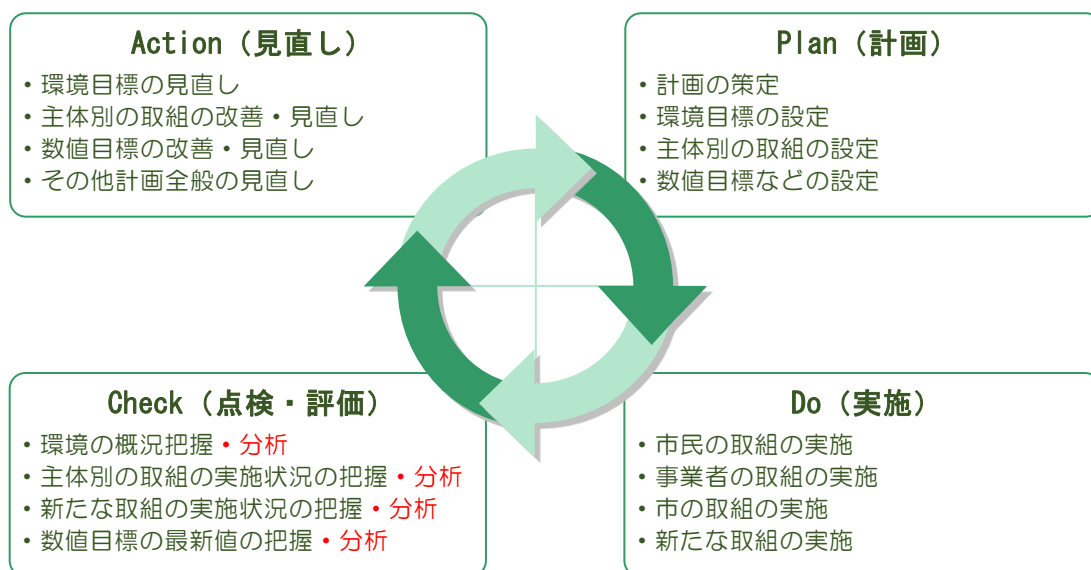 Action（見直し）
・環境目標の見直し
・主体別の取組の改善・見直し
・数値目標の改善・見直し
・その他計画全般の見直し
Plan（計画）
・計画の策定
・環境目標の設定
・主体別の取組の設定
・数値目標などの設定
Check（点検・評価）
・環境の概況把握・分析
・主体別の取組の実施状況の把握・分析
・新たな取組の実施状況の把握・分析
・数値目標の最新値の把握・分析
Do（実施）
・市民の取組の実施
・事業者の取組の実施
・市の取組の実施
・新たな取組の実施